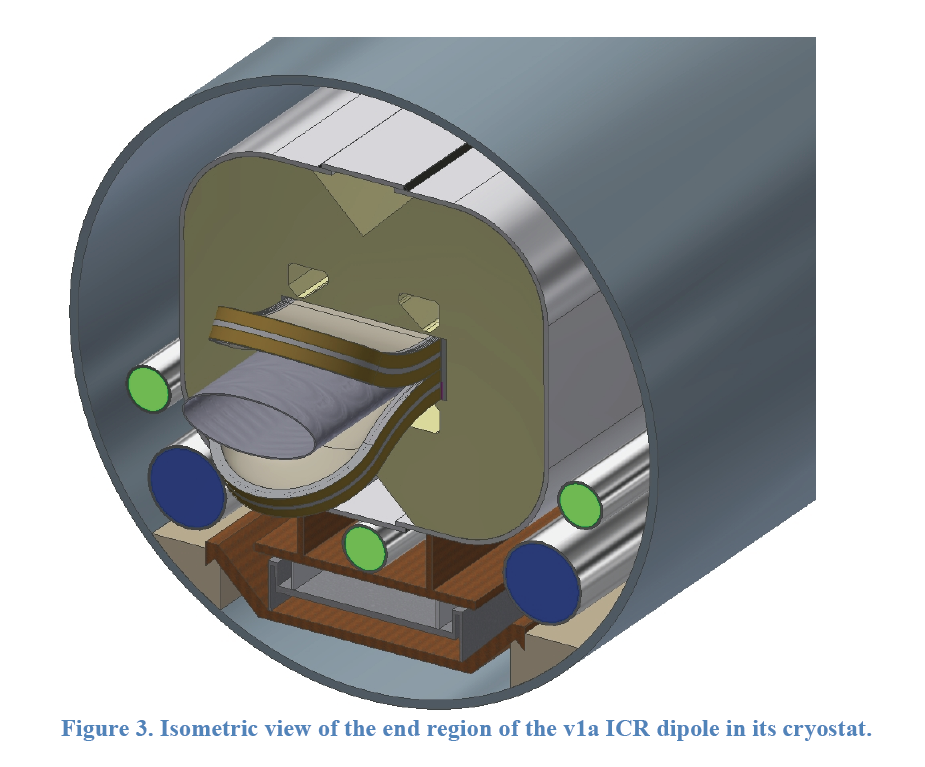 Figure 3. Isometric view of the end region of the v1a ICR dipole in its cryostat.